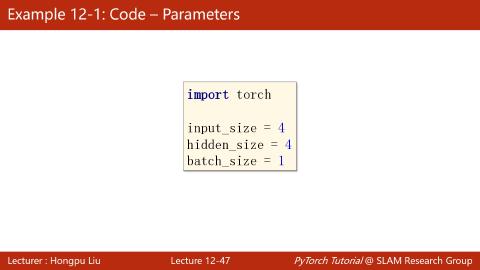 Example 12-1: Code – Parameters
import torch
input_size = 4
hidden_size = 4
batch_size = 1
Lecturer : Hongpu Liu
Lecture 12-47
PyTorch Tutorial @ SLAM Research Group